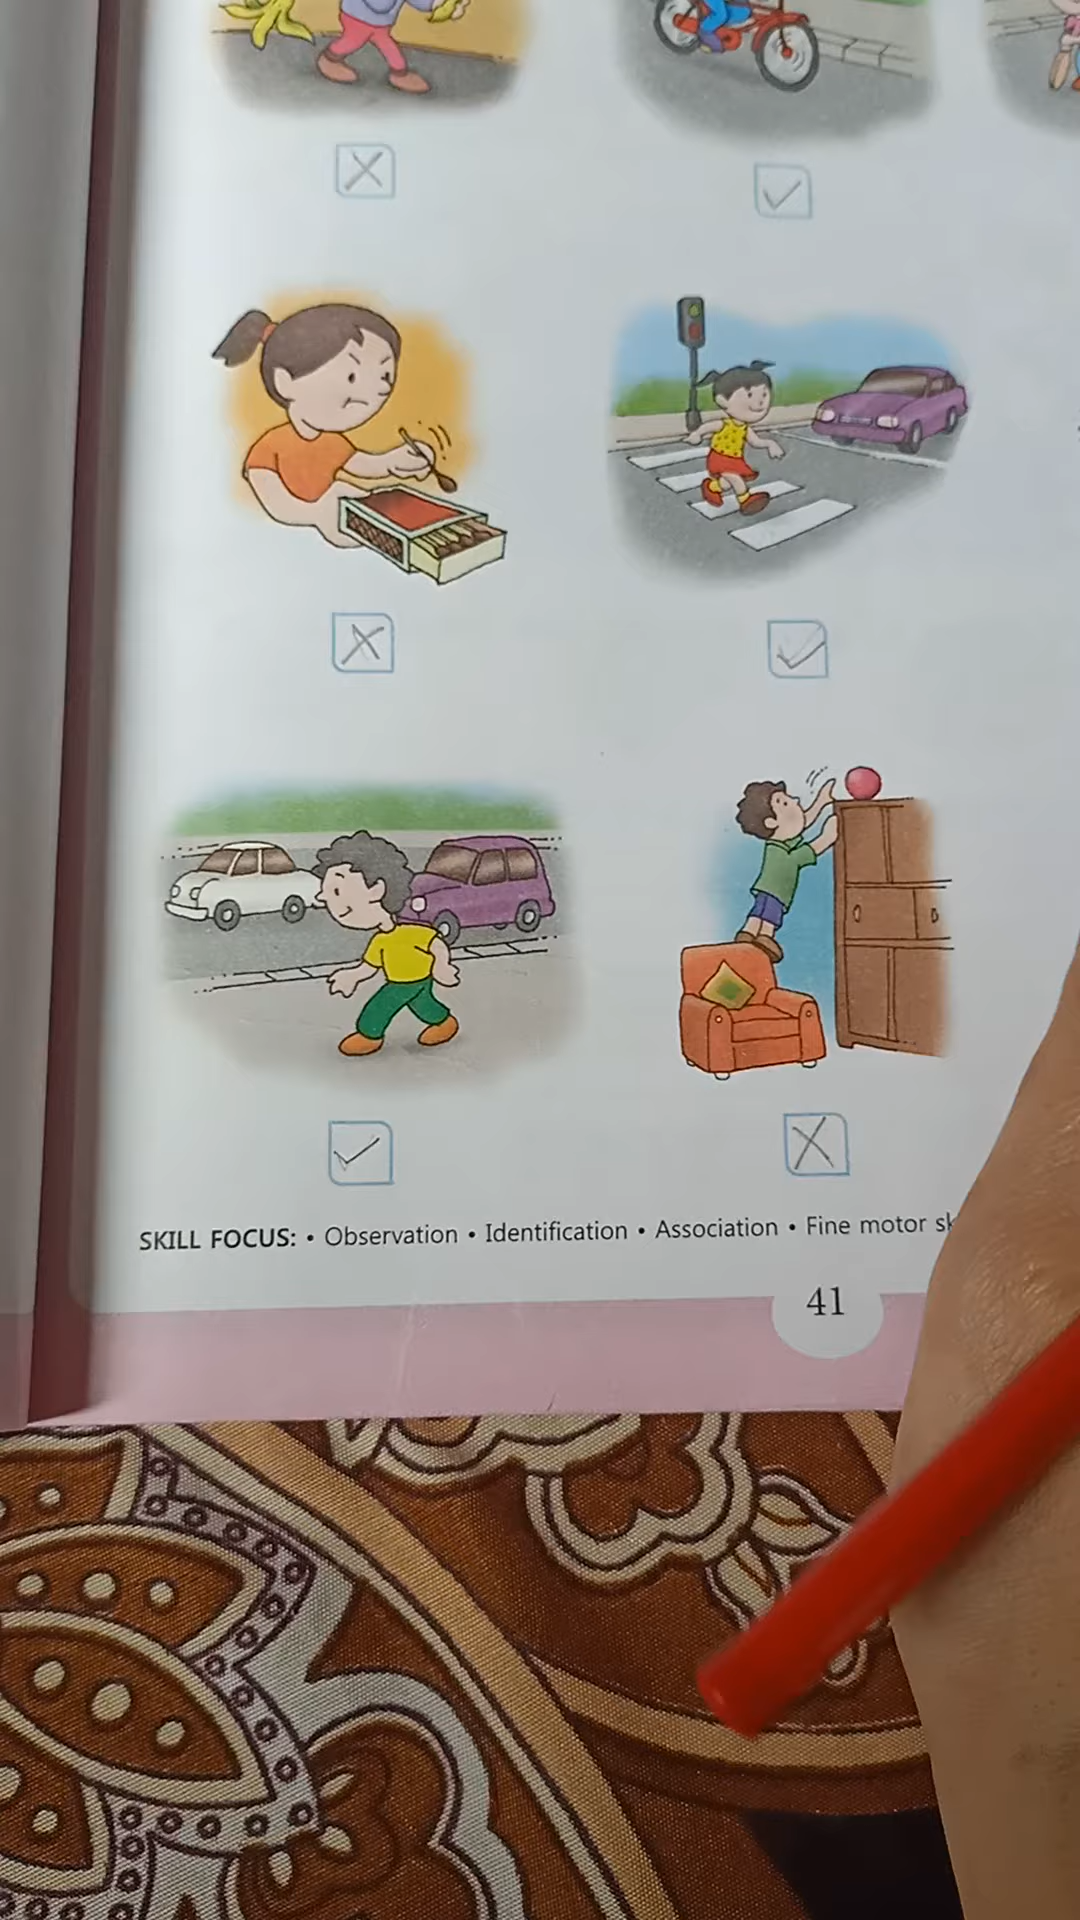 SKILL FOCUS: • Observation • Identification • Association • Fine motor
41